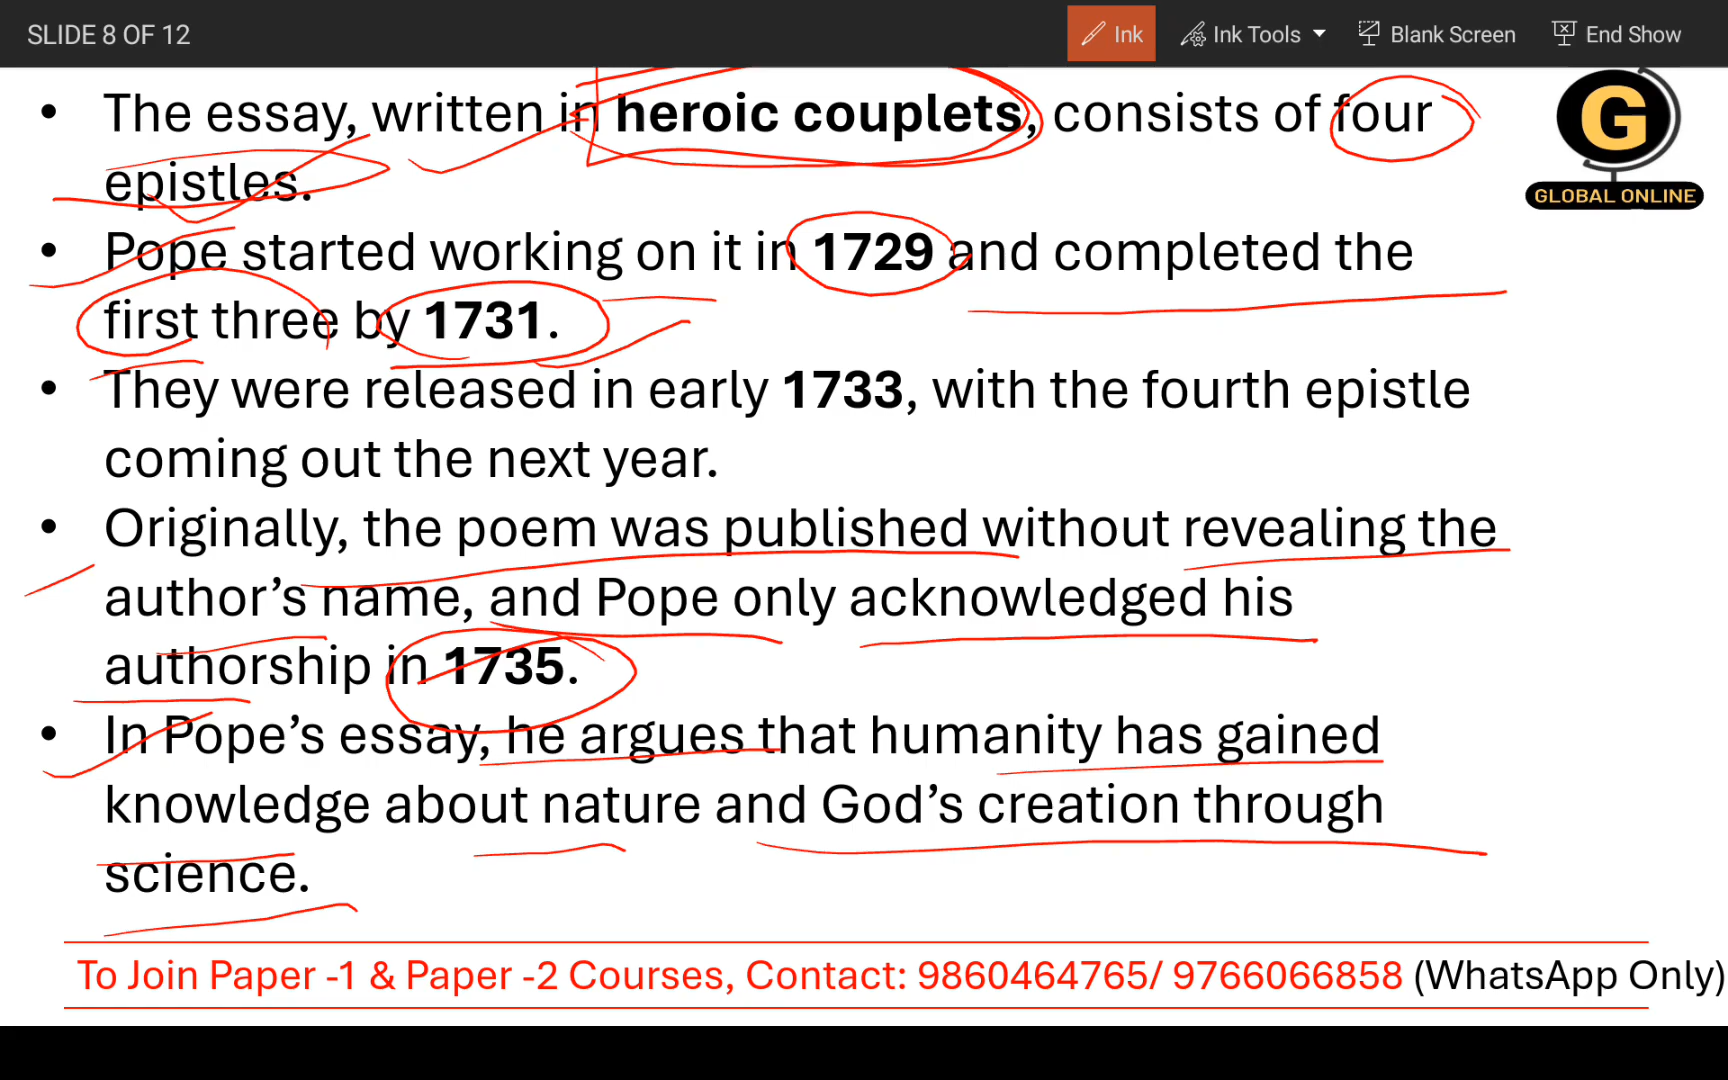 SLIDE 8 OF 12 Ink Ink Tools Blank Screen End Show
• The essay, written in heroic couplets, consists of four
epistles.
G
GLOBAL ONLINE
• Pope started working on it in 1729 and completed the
first three by 1731.
• They were released in early 1733, with the fourth epistle
coming out the next year.
• Originally, the poem was published without revealing the
author’s name, and Pope only acknowledged his
authorship in 1735.
• In Pope’s essay, he argues that humanity has gained
knowledge about nature and God’s creation through
science.
To Join Paper -1 & Paper -2 Courses, Contact: 9860464765/ 9766066858 (WhatsApp Only)